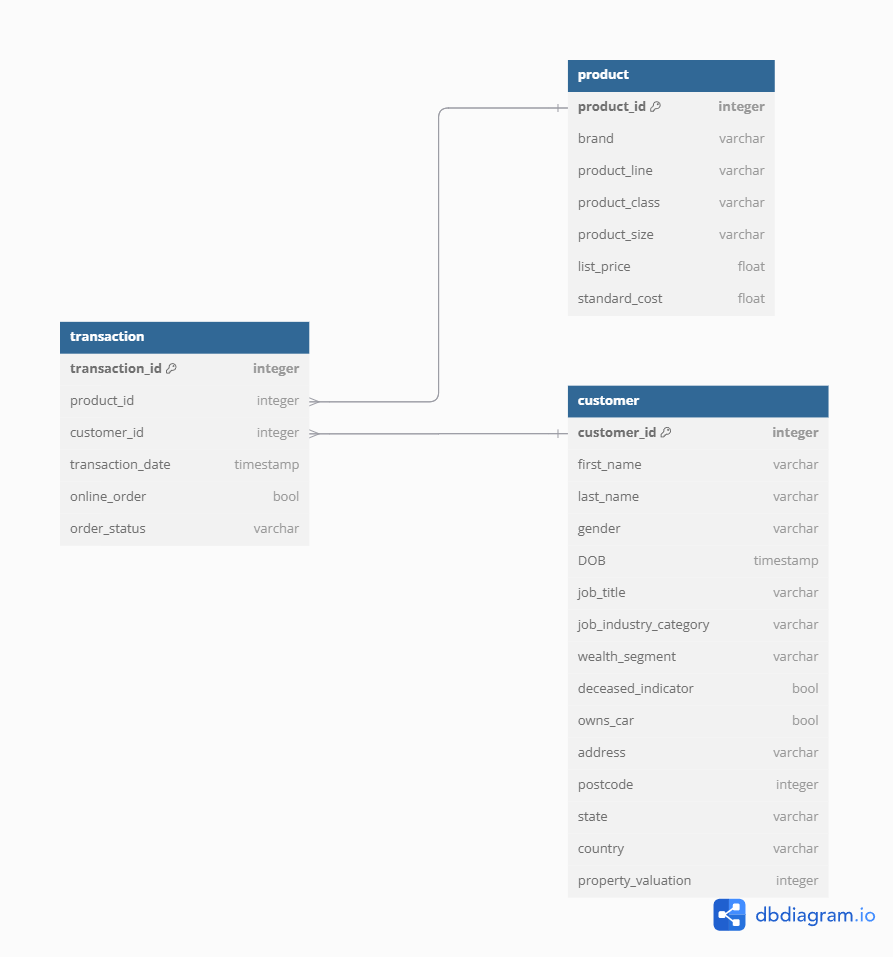 product
product_id integer
brand varchar
product_line varchar
product_class varchar
product_size varchar
list_price float
standard_cost float
transaction
transaction_id integer
product_id integer
customer_id integer
transaction_date timestamp
online_order bool
order_status varchar
customer
customer_id integer
first_name varchar
last_name varchar
gender varchar
DOB timestamp
job_title varchar
job_industry_category varchar
wealth_segment varchar
deceased_indicator bool
owns_car bool
address varchar
postcode integer
state varchar
country varchar
property_valuation integer
dbdiagram.io